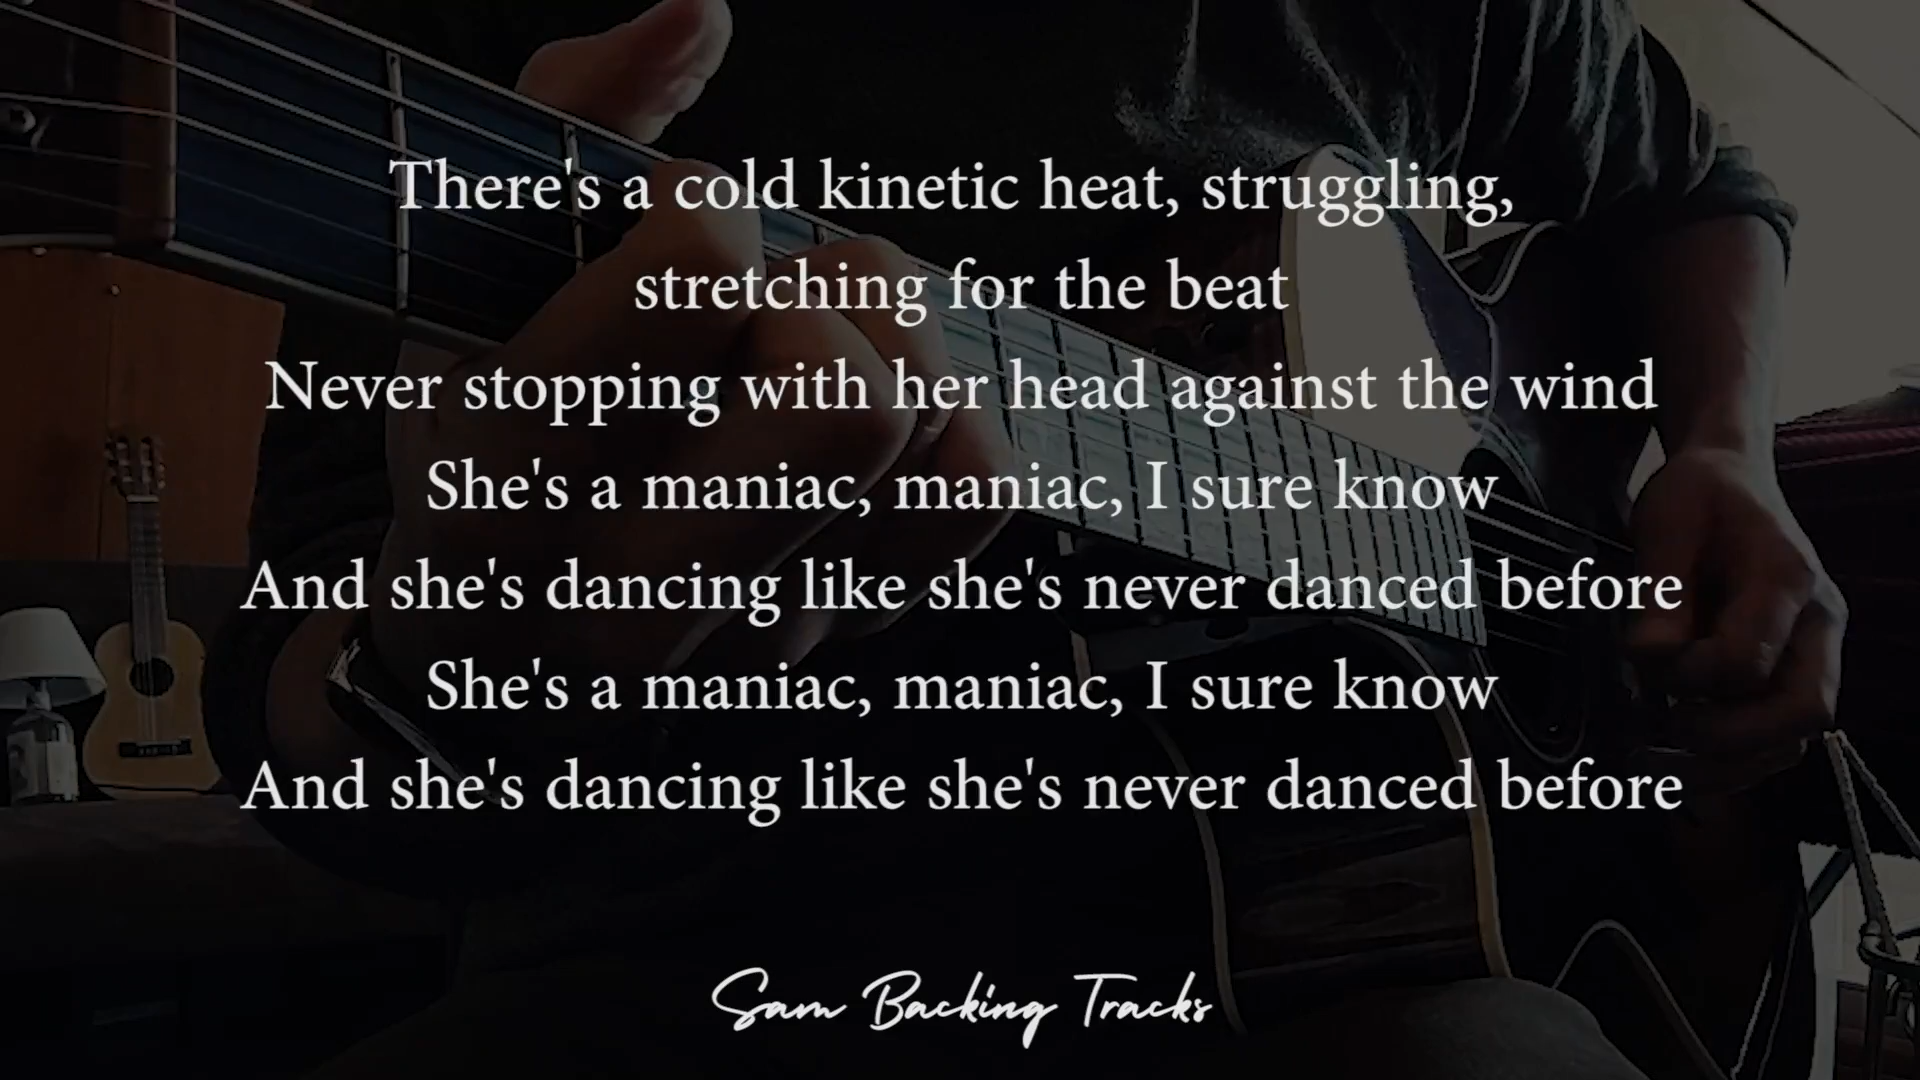 There's a cold kinetic heat, struggling,
stretching for the beat
Never stopping with her head against the wind
She's a maniac, maniac, I sure know
And she's dancing like she's never danced before
She's a maniac, maniac, I sure know
And she's dancing like she's never danced before
Sam Backing Tracks